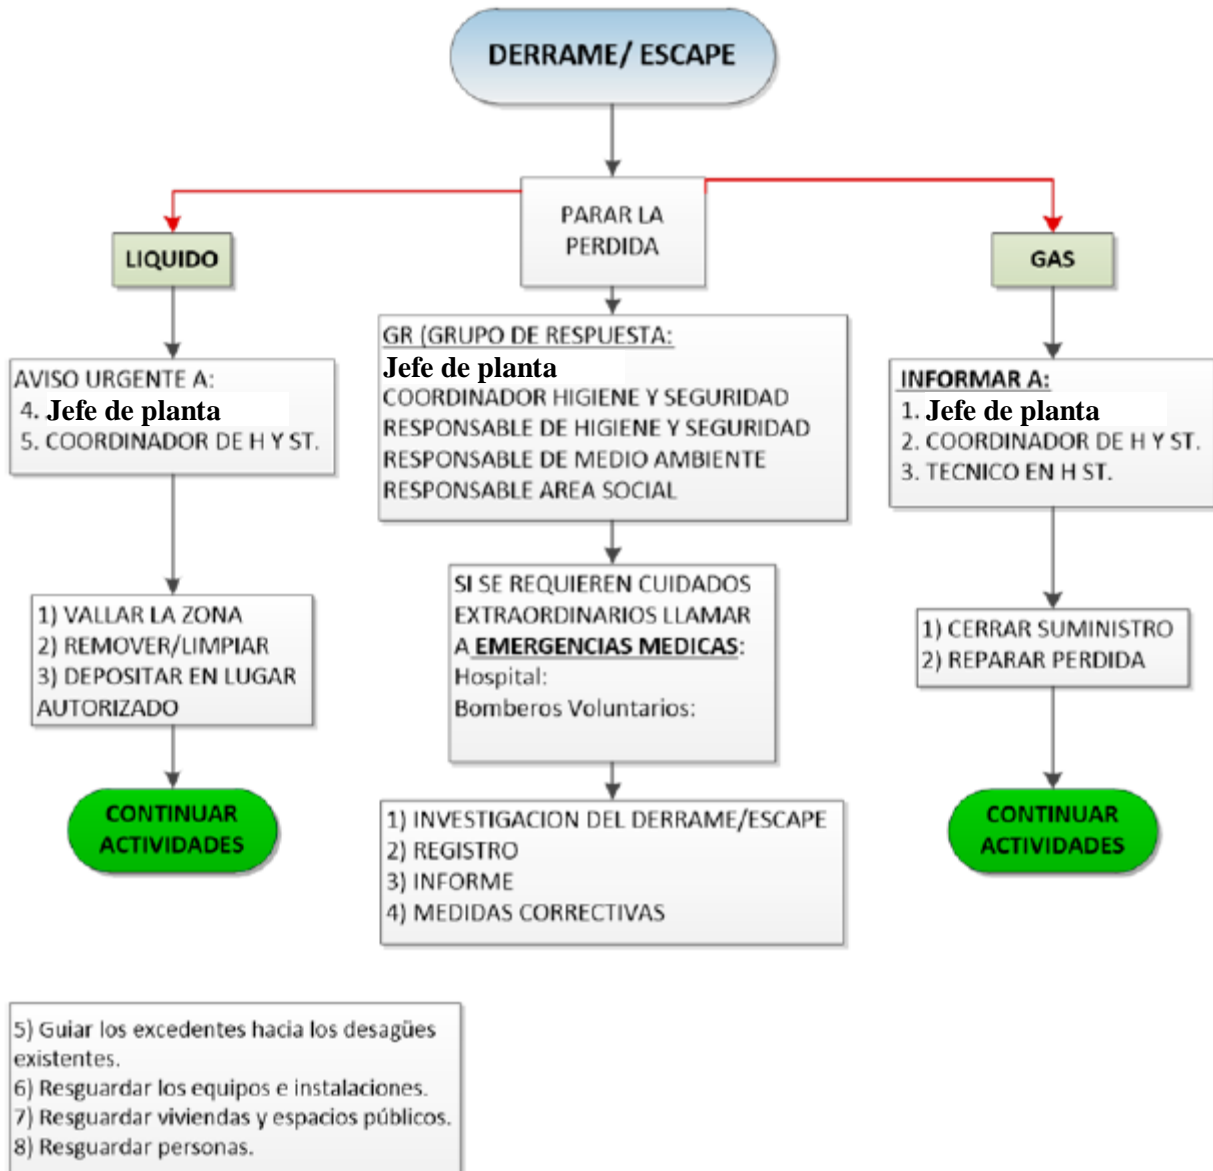 DERRAME/ ESCAPE
PARAR LA
PERDIDA
LIQUIDO
AVISO URGENTE A:
4. Jefe de planta
5. COORDINADOR DE H Y ST.
1) VALLAR LA ZONA
2) REMOVER/LIMPIAR
3) DEPOSITAR EN LUGAR
AUTORIZADO
CONTINUAR
ACTIVIDADES
GR (GRUPO DE RESPUESTA:
Jefe de planta
COORDINADOR HIGIENE Y SEGURIDAD
RESPONSABLE DE HIGIENE Y SEGURIDAD
RESPONSABLE DE MEDIO AMBIENTE
RESPONSABLE AREA SOCIAL
SI SE REQUIEREN CUIDADOS
EXTRAORDINARIOS LLAMAR
A EMERGENCIAS MEDICAS:
Hospital:
Bomberos Voluntarios:
1) INVESTIGACION DEL DERRAME/ESCAPE
2) REGISTRO
3) INFORME
4) MEDIDAS CORRECTIVAS
GAS
INFORMAR A:
1. Jefe de planta
2. COORDINADOR DE H Y ST.
3. TECNICO EN H ST.
1) CERRAR SUMINISTRO
2) REPARAR PERDIDA
CONTINUAR
ACTIVIDADES
5) Guiar los excedentes hacia los desagües
existentes.
6) Resguardar los equipos e instalaciones.
7) Resguardar viviendas y espacios públicos.
8) Resguardar personas.